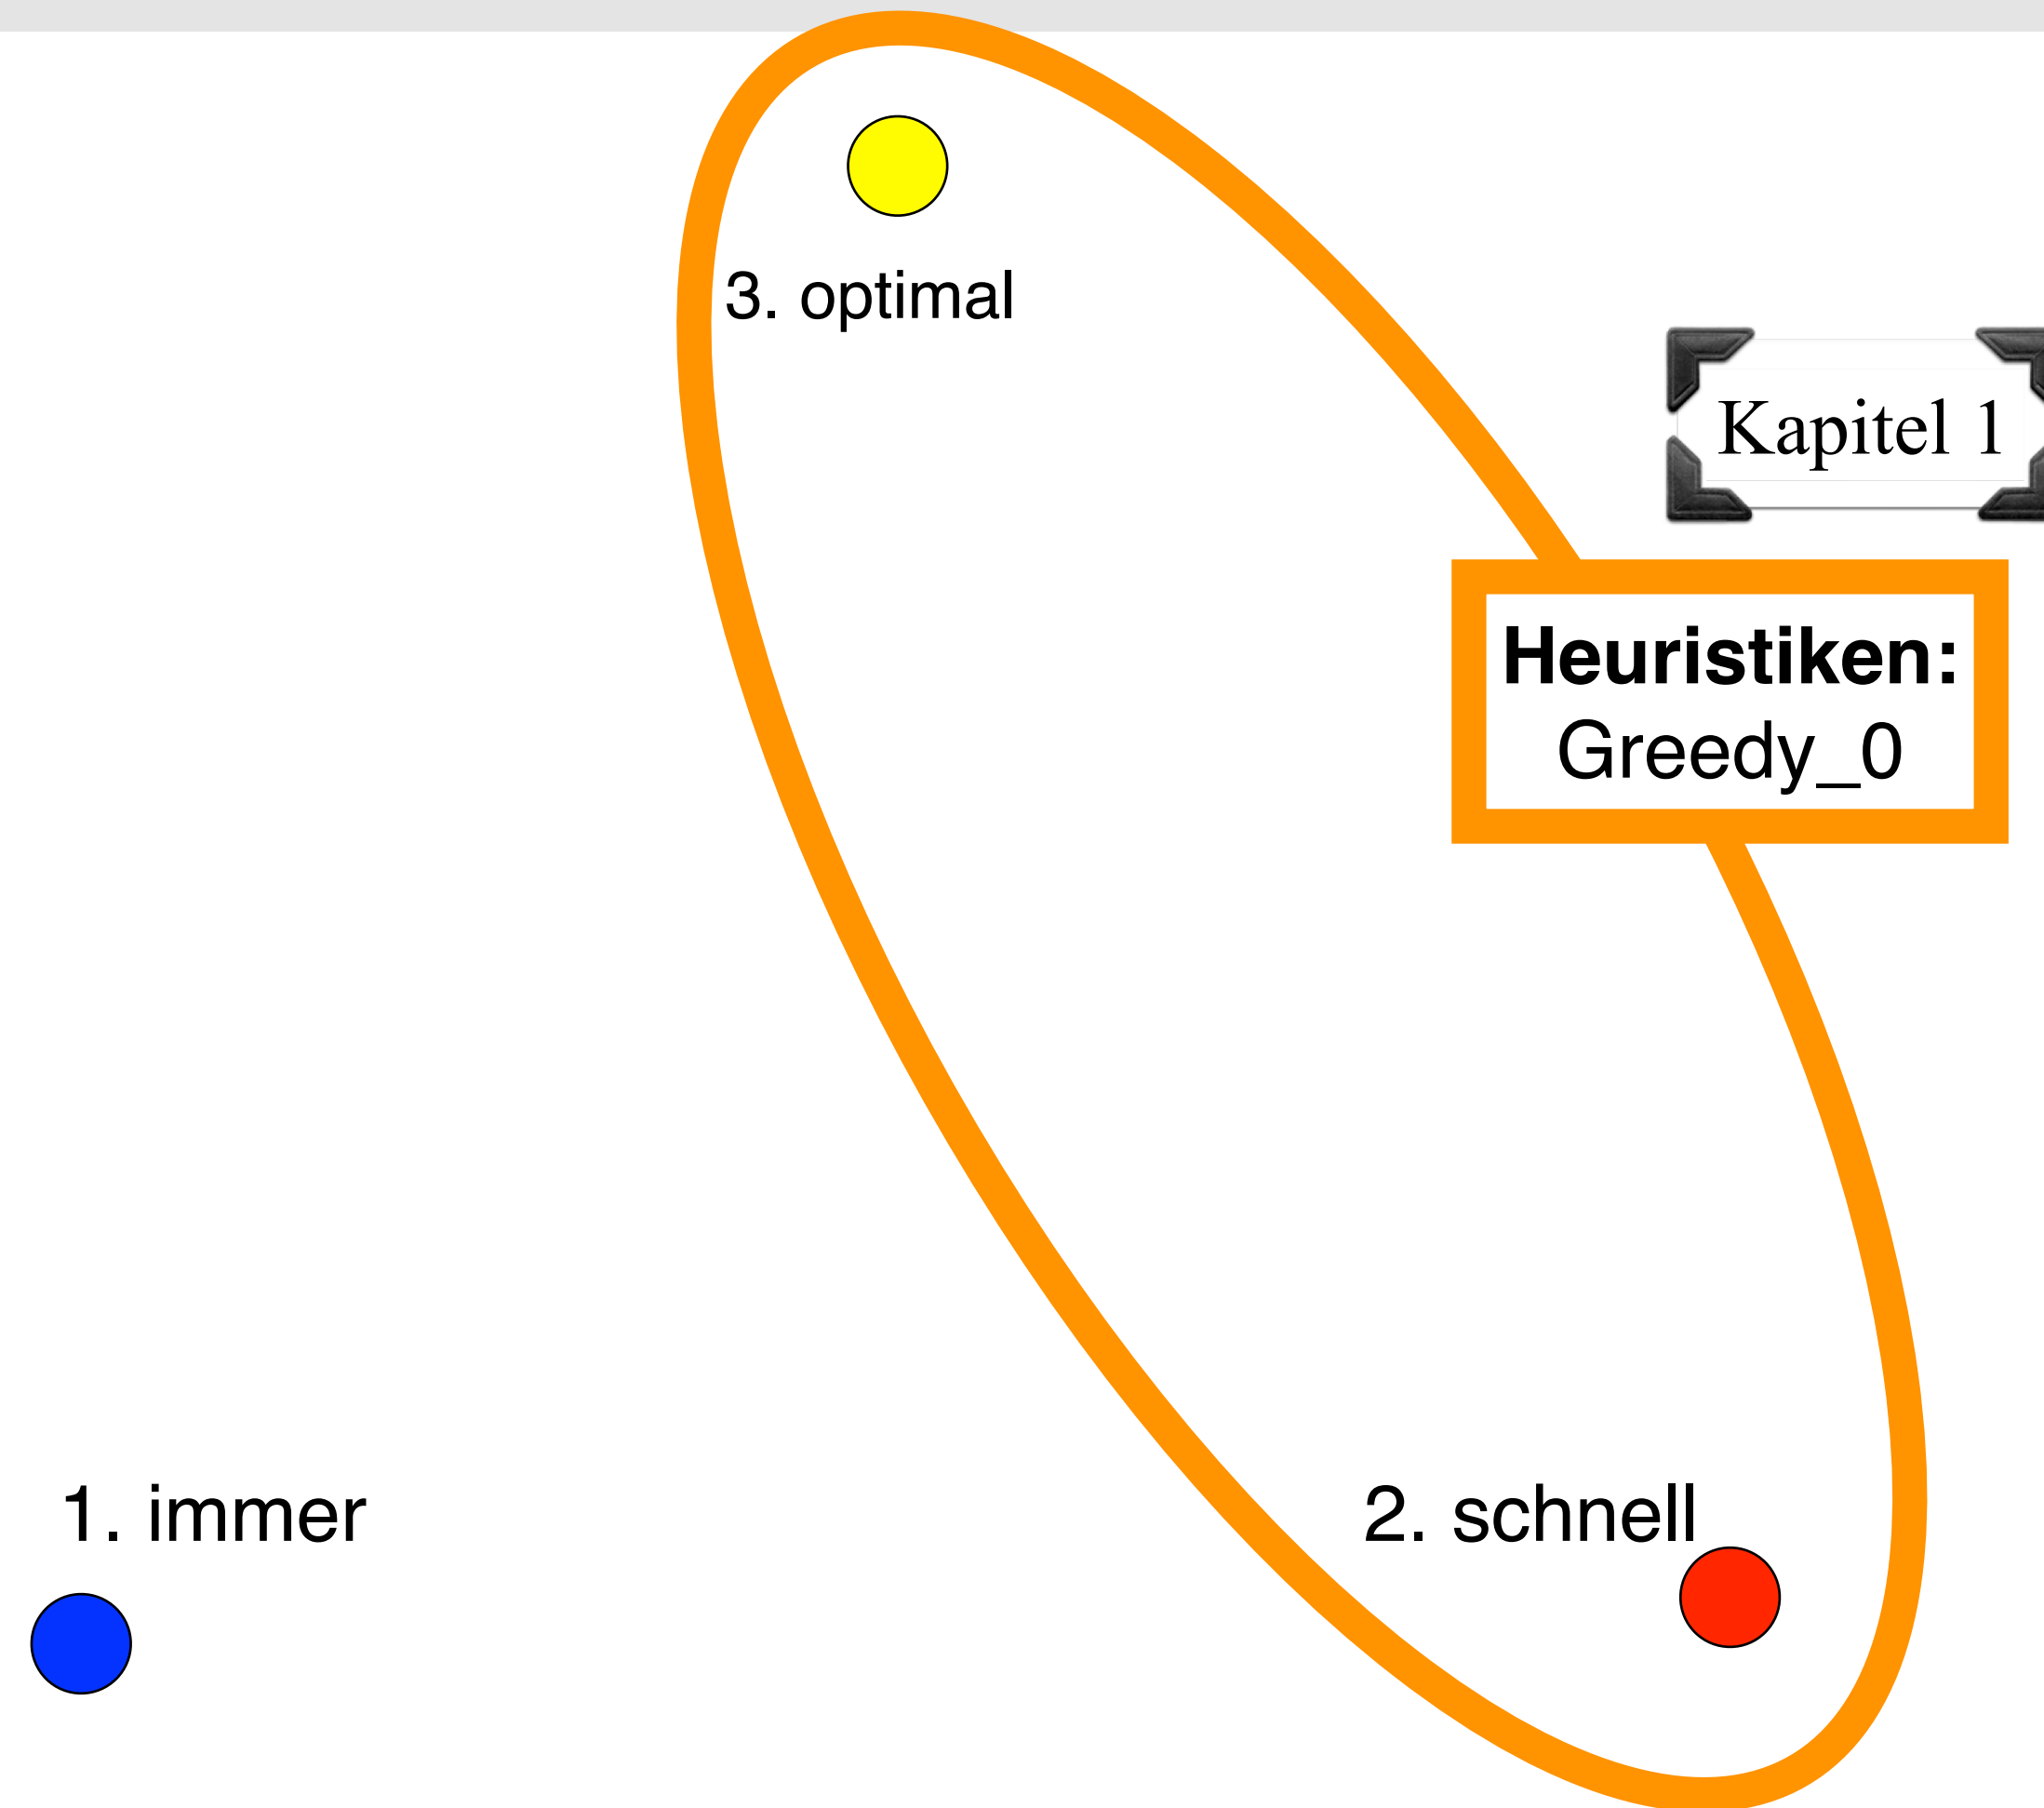 3. optimal
Kapitel 1
Heuristiken:
Greedy_0
1. immer
2. schnell